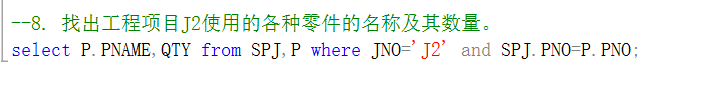 --8. 找出工程项目J2使用的各种零件的名称及其数量。
select P.PNAME,QTY from SPJ,P where JNO='J2' and SPJ.PNO=P.PNO;